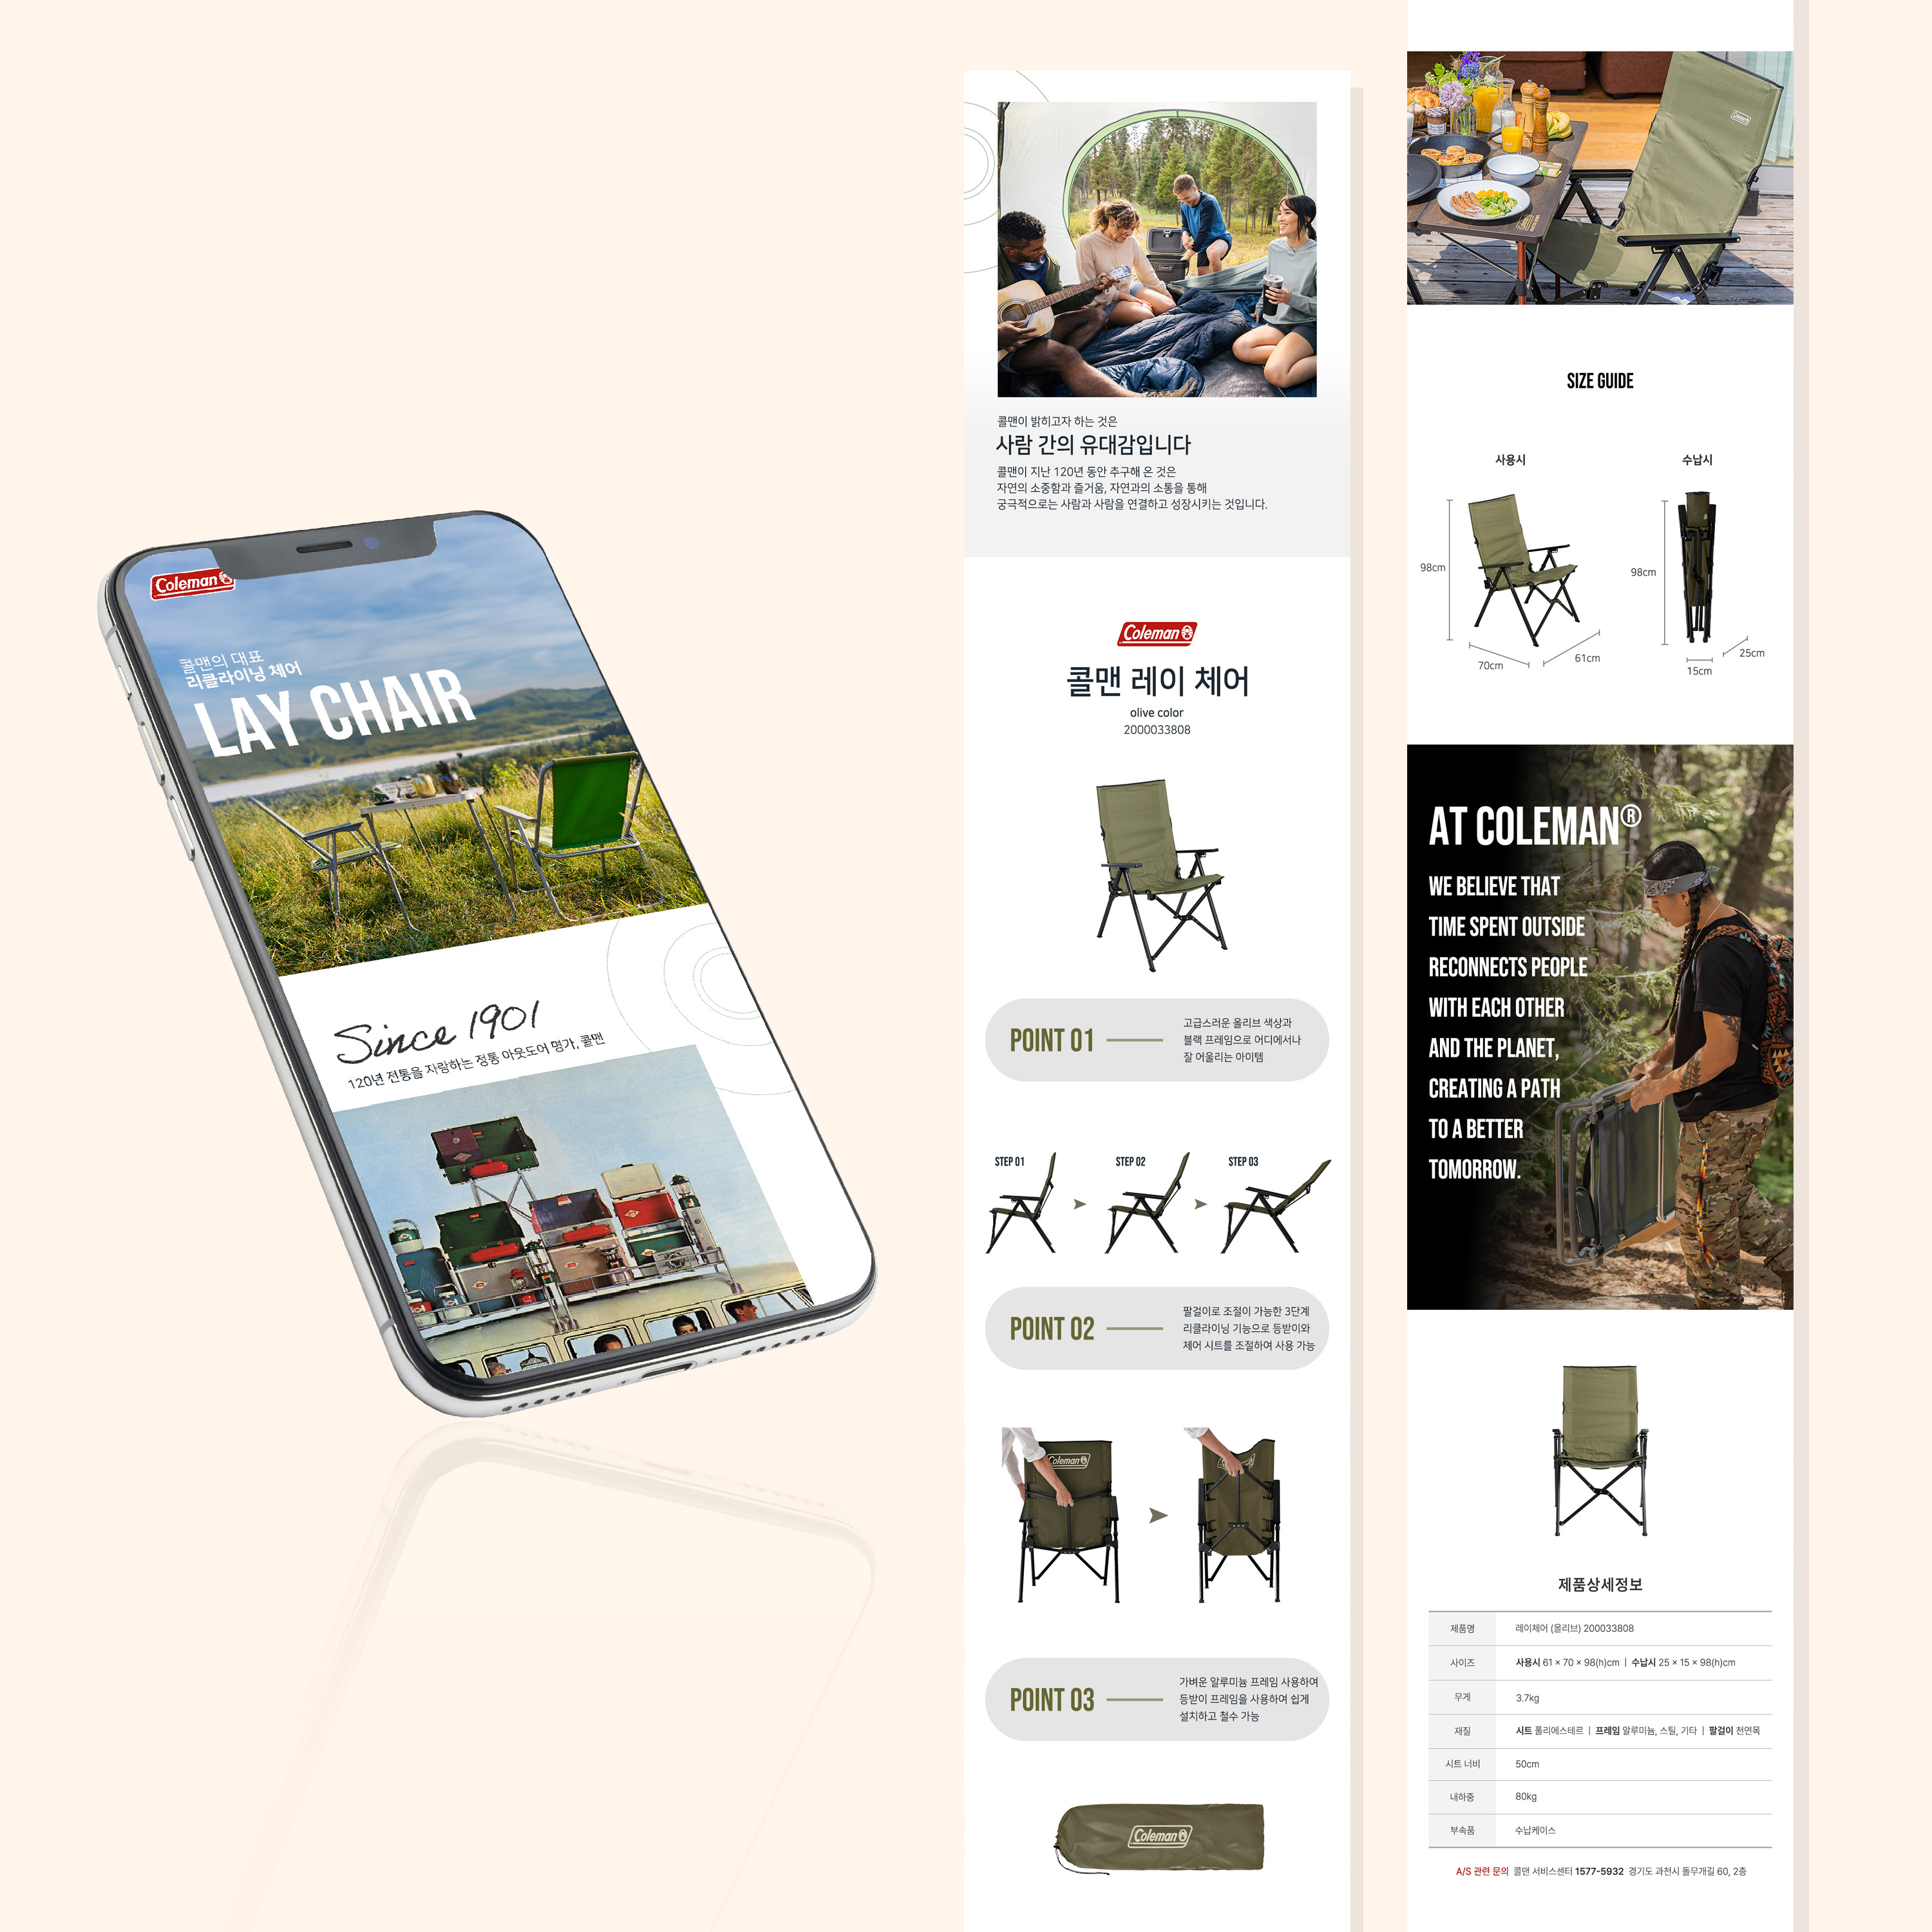 Coleman
콜맨의 대표
리클라이닝 체어
LAY CHAIR
Since 1901
120년 전통을 자랑하는 정통 아웃도어 명가, 콜맨
콜맨이 밝히고자 하는 것은
사람 간의 유대감입니다
콜맨이 지난 120년 동안 추구해 온 것은
자연의 소중함과 즐거움, 자연과의 소통을 통해
궁극적으로는 사람과 사람을 연결하고 성장시키는 것입니다.
Coleman
콜맨 레이 체어
olive color
2000033808
POINT 01
고급스러운 올리브 색상과
블랙 프레임으로 어디에서나
잘 어울리는 아이템
STEP 01
STEP 02
STEP 03
POINT 02
팔걸이로 조절이 가능한 3단계
리클라이닝 기능으로 등받이와
체어 시트를 조절하여 사용 가능
Coleman
POINT 03
가벼운 알루미늄 프레임 사용하여
등받이 프레임을 사용하여 쉽게
설치하고 철수 가능
Coleman
Coleman
SIZE GUIDE
사용시
수납시
98cm
70cm
61cm
98cm
15cm
25cm
AT COLEMAN®
WE BELIEVE THAT
TIME SPENT OUTSIDE
RECONNECTS PEOPLE
WITH EACH OTHER
AND THE PLANET,
CREATING A PATH
TO A BETTER
TOMORROW.
제품상세정보
제품명 레이체어 (올리브) 200033808
사이즈 사용시 61 × 70 × 98(h)cm | 수납시 25 × 15 × 98(h)cm
무게 3.7kg
재질 시트 폴리에스테르 | 프레임 알루미늄, 스틸, 기타 | 팔걸이 천연목
시트 너비 50cm
내하중 80kg
부속품 수납케이스
A/S 관련 문의 콜맨 서비스센터 1577-5932 경기도 과천시 돌무개길 60, 2층